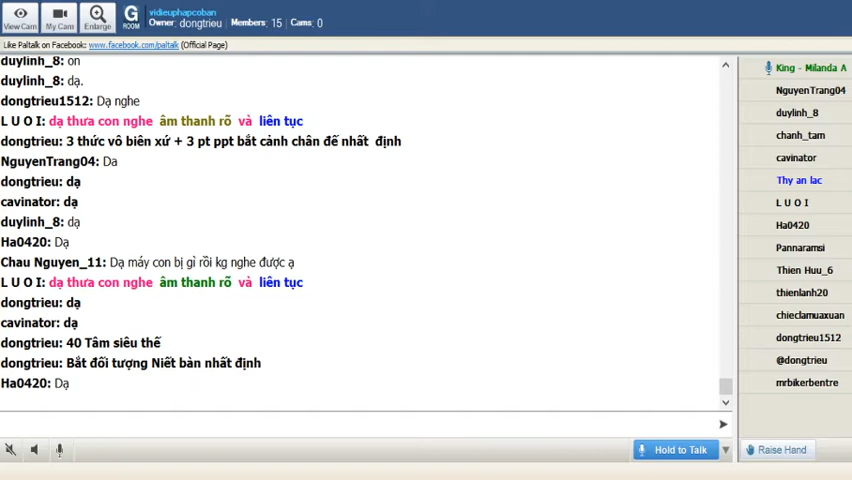 vidieuphapcoban
Owner: dongtrieu Members: 15 Cams: 0
View Cam
My Cam
Enlarge
G
ROOM
Like Paltalk on Facebook: www.facebook.com/paltalk (Official Page)
duylinh_8: on
duylinh_8: dạ.
dongtrieu1512: Dạ nghe
L U O I: dạ thưa con nghe âm thanh rõ và liên tục
dongtrieu: 3 thức vô biên xứ + 3 pt ppt bắt cảnh chân đế nhất định
NguyenTrang04: Da
dongtrieu: dạ
cavinator: dạ
duylinh_8: dạ
Ha0420: Dạ
Chau Nguyen_11: Dạ máy con bị gì rồi kg nghe được ạ
L U O I: dạ thưa con nghe âm thanh rõ và liên tục
dongtrieu: dạ
cavinator: dạ
dongtrieu: 40 Tâm siêu thế
dongtrieu: Bắt đối tượng Niết bàn nhất định
Ha0420: Dạ
King - Milanda A
NguyenTrang04
duylinh_8
chanh_tam
cavinator
Thy an lac
L U O I
Ha0420
Pannaramsi
Thien Huu_6
thienlanh20
chieclamuaxuan
dongtrieu1512
@dongtrieu
mrbikerbentre
Hold to Talk
Raise Hand